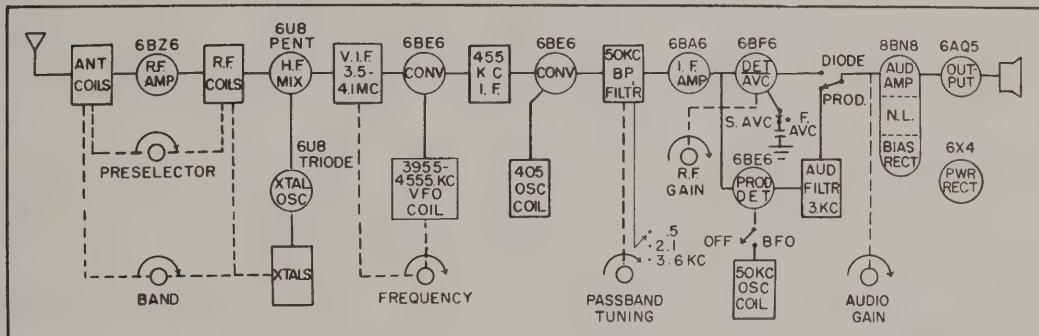 ANT
COILS
6BZ6
R.F.
AMP
R.F.
COILS
6U8
PENT
H.F.
MIX
V.I.F.
3.5-
4.1MC
6BE6
CONV
455
KC
I.F.
6BE6
CONV
50KC
BP
FILTR
6BA6
I.F.
AMP
6BF6
DET
AVC
DIODE
PROD.
8BN8
AUD
AMP
N.L.
BIAS
RECT
6AQ5
OUT-
PUT
PRESELECTOR
6U8
TRIODE
XTAL
OSC
XTALS
BAND
3955-
4555 KC
VFO
COIL
FREQUENCY
405
OSC
COIL
.5
2.1
3.6 KC
PASSBAND
TUNING
R.F.
GAIN
S. AVC
F.
AVC
6BE6
PROD
DET
AUD
FILTR
3 KC
OFF
BFO
50KC
OSC
COIL
AUDIO
GAIN
6X4
PWR
RECT